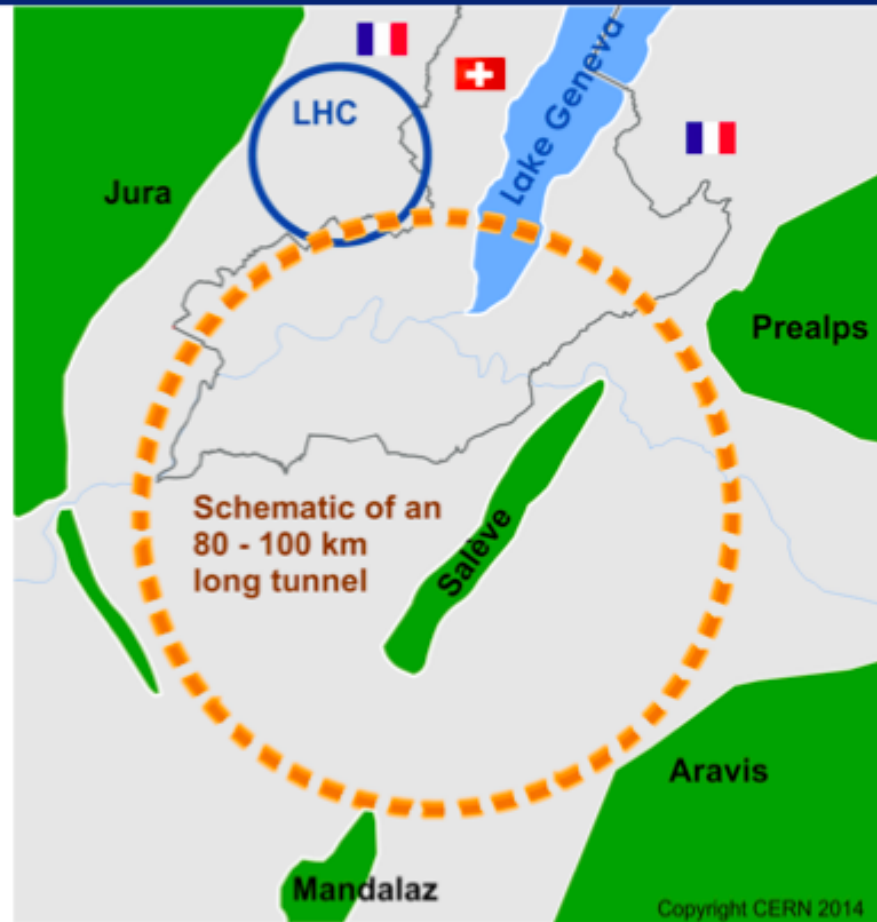 LHC
Lake Geneva
Jura
Prealps
Schematic of an
80 - 100 km
long tunnel
Salève
Aravis
Mandalaz
Copyright CERN 2014